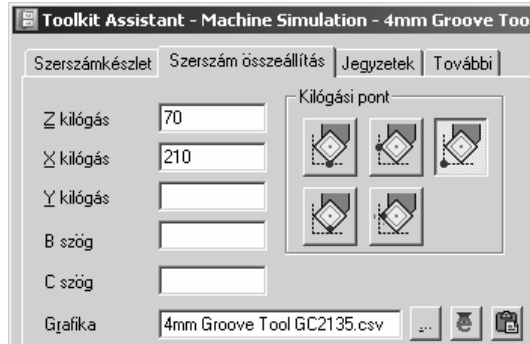 Toolkit Assistant - Machine Simulation - 4mm Groove Too
Szerszámkészlet Szerszám összeállítás Jegyzetek További
Z kilógás 70
X kilógás 210
Y kilógás
B szög
C szög
Grafika 4mm Groove Tool GC2135.csv ...
Kilógási pont